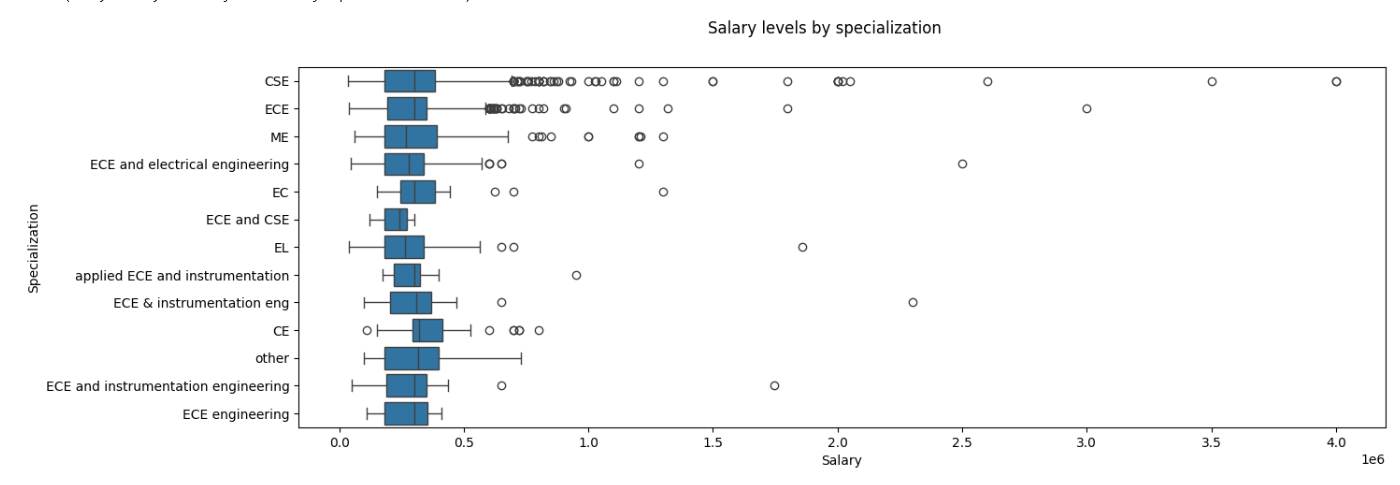 Salary levels by specialization
CSE
ECE
ME
ECE and electrical engineering
EC
ECE and CSE
EL
applied ECE and instrumentation
ECE & instrumentation eng
CE
other
ECE and instrumentation engineering
ECE engineering
Specialization
0.0 0.5 1.0 1.5 2.0 2.5 3.0 3.5 4.0
Salary
1e6